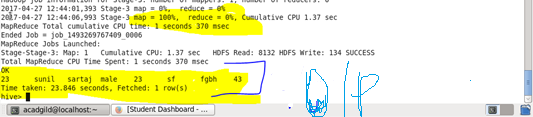 Hadoop job information for Stage-3: number of mappers: 1; number of reducers: 0
2017-04-27 12:44:01,393 Stage-3 map = 0%, reduce = 0%
2017-04-27 12:44:06,993 Stage-3 map = 100%, reduce = 0%, Cumulative CPU 1.37 sec
MapReduce Total cumulative CPU time: 1 seconds 370 msec
Ended Job = job_1493269767409_0006
MapReduce Jobs Launched:
Stage-Stage-3: Map: 1 Cumulative CPU: 1.37 sec HDFS Read: 8132 HDFS Write: 134 SUCCESS
Total MapReduce CPU Time Spent: 1 seconds 370 msec
OK
23 sunil sartaj male 23 sf fgbh 43
Time taken: 23.846 seconds, Fetched: 1 row(s)
hive>
O/P
acadgild@localhost:~
[Student Dashboard - ...